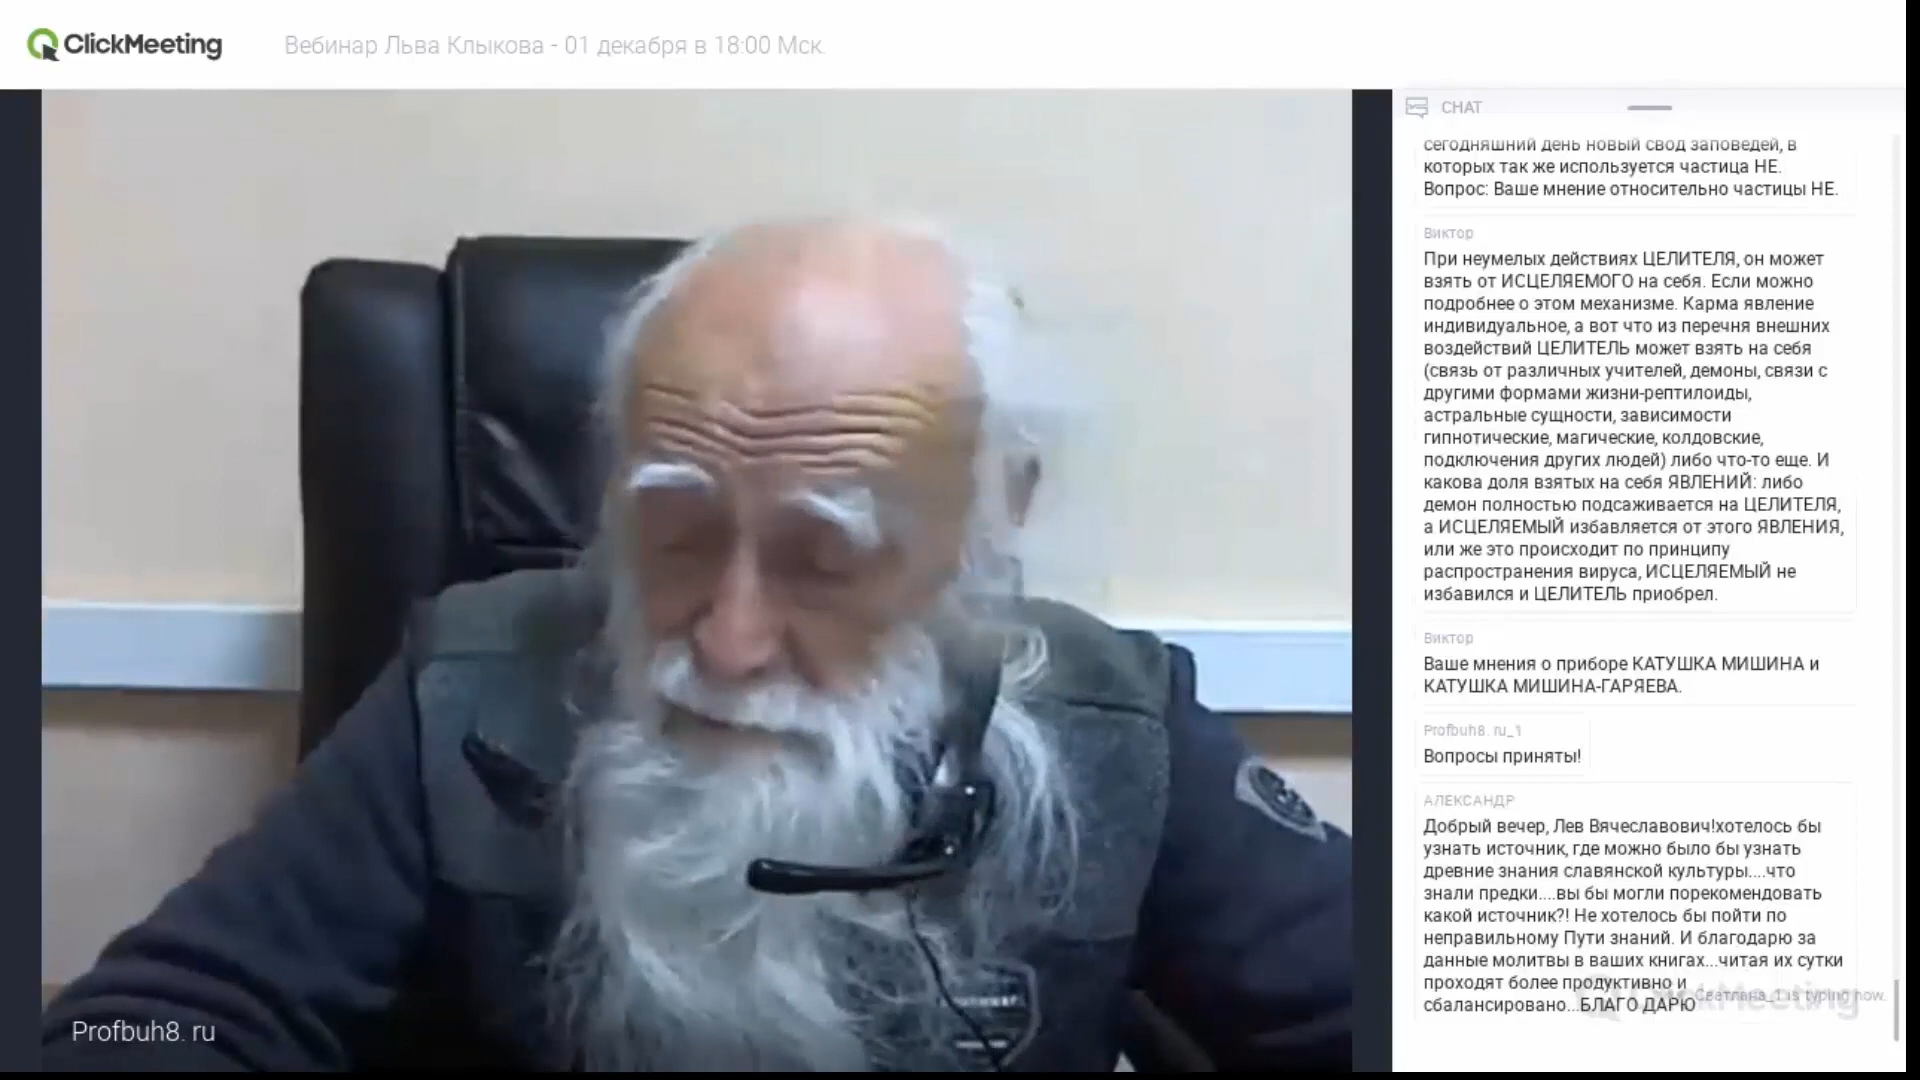 ClickMeeting
Вебинар Льва Клыкова - 01 декабря в 18:00 Мск.
CHAT
сегодняшний день новый свод заповедей, в
которых так же используется частица НЕ.
Вопрос: Ваше мнение относительно частицы НЕ.
Виктор
При неумелых действиях ЦЕЛИТЕЛЯ, он может
взять от ИСЦЕЛЯЕМОГО на себя. Если можно
подробнее о этом механизме. Карма явление
индивидуальное, а вот что из перечня внешних
воздействий ЦЕЛИТЕЛЬ может взять на себя
(связь от различных учителей, демоны, связи с
другими формами жизни-рептилоиды,
астральные сущности, зависимости
гипнотические, магические, колдовские,
подключения других людей) либо что-то еще. И
какова доля взятых на себя ЯВЛЕНИЙ: либо
демон полностью подсаживается на ЦЕЛИТЕЛЯ,
а ИСЦЕЛЯЕМЫЙ избавляется от этого ЯВЛЕНИЯ,
или же это происходит по принципу
распространения вируса, ИСЦЕЛЯЕМЫЙ не
избавился и ЦЕЛИТЕЛЬ приобрел.
Виктор
Ваше мнения о приборе КАТУШКА МИШИНА и
КАТУШКА МИШИНА-ГАРЯЕВА.
Profbuh8. ru_1
Вопросы приняты!
АЛЕКСАНДР
Добрый вечер, Лев Вячеславович!хотелось бы
узнать источник, где можно было бы узнать
древние знания славянской культуры....что
знали предки....вы бы могли порекомендовать
какой источник?! Не хотелось бы пойти по
неправильному Пути знаний. И благодарю за
данные молитвы в ваших книгах...читая их сутки
проходят более продуктивно и
сбалансировано...БЛАГО ДАРЮ
Светлана_1 is typing now.
Profbuh8. ru